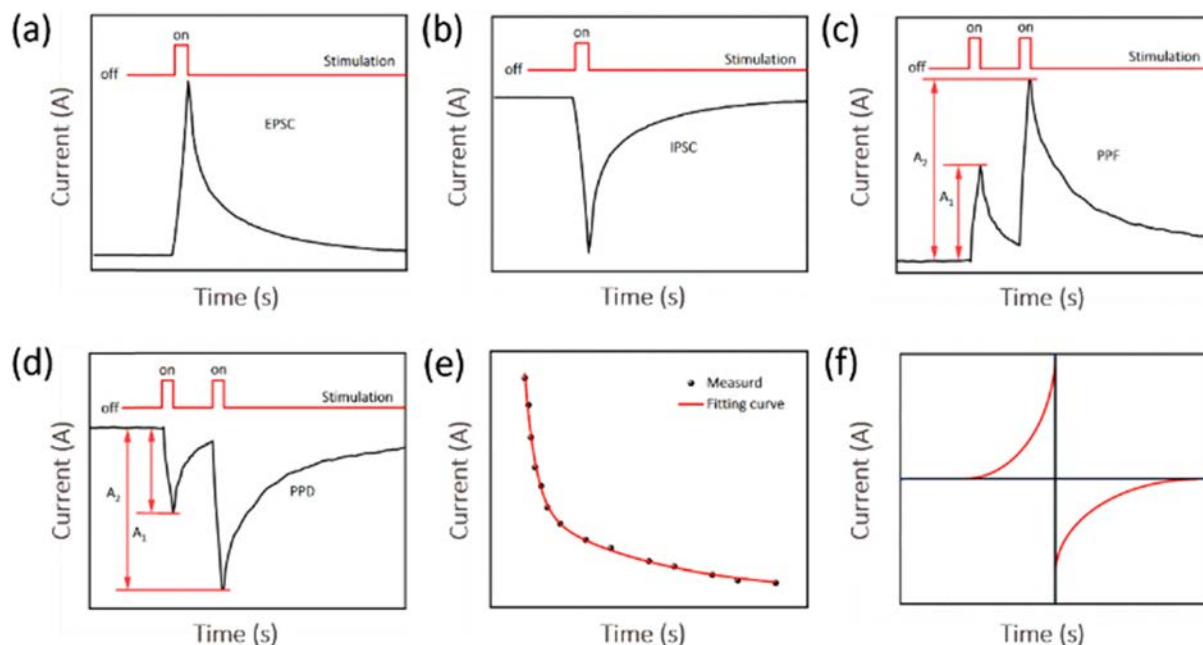 (a)
on
off
Stimulation
EPSC
Current (A)
Time (s)
(b)
on
off
Stimulation
IPSC
Current (A)
Time (s)
(c)
on on
off
Stimulation
A2
A1
PPF
Current (A)
Time (s)
(d)
on on
off
Stimulation
A2
A1
PPD
Current (A)
Time (s)
(e)
Measurd
Fitting curve
Current (A)
Time (s)
(f)
Current (A)
Time (s)